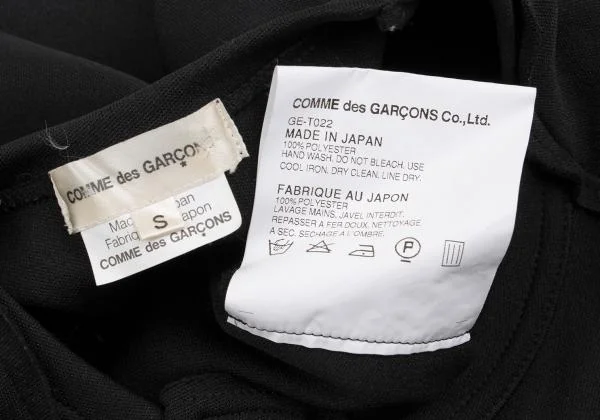 COMME des GARÇONS
S
Made in Japan
Fabriqué au Japon
COMME des GARÇONS
COMME des GARÇONS Co.,Ltd.
GE-T022
MADE IN JAPAN
100% POLYESTER
HAND WASH. DO NOT BLEACH. USE
COOL IRON. DRY CLEAN. LINE DRY.
FABRIQUE AU JAPON
100% POLYESTER
LAVAGE MAINS. JAVEL INTERDIT.
REPASSER A FER DOUX. NETTOYAGE
A SEC. SECHAGE A L'OMBRE.
P